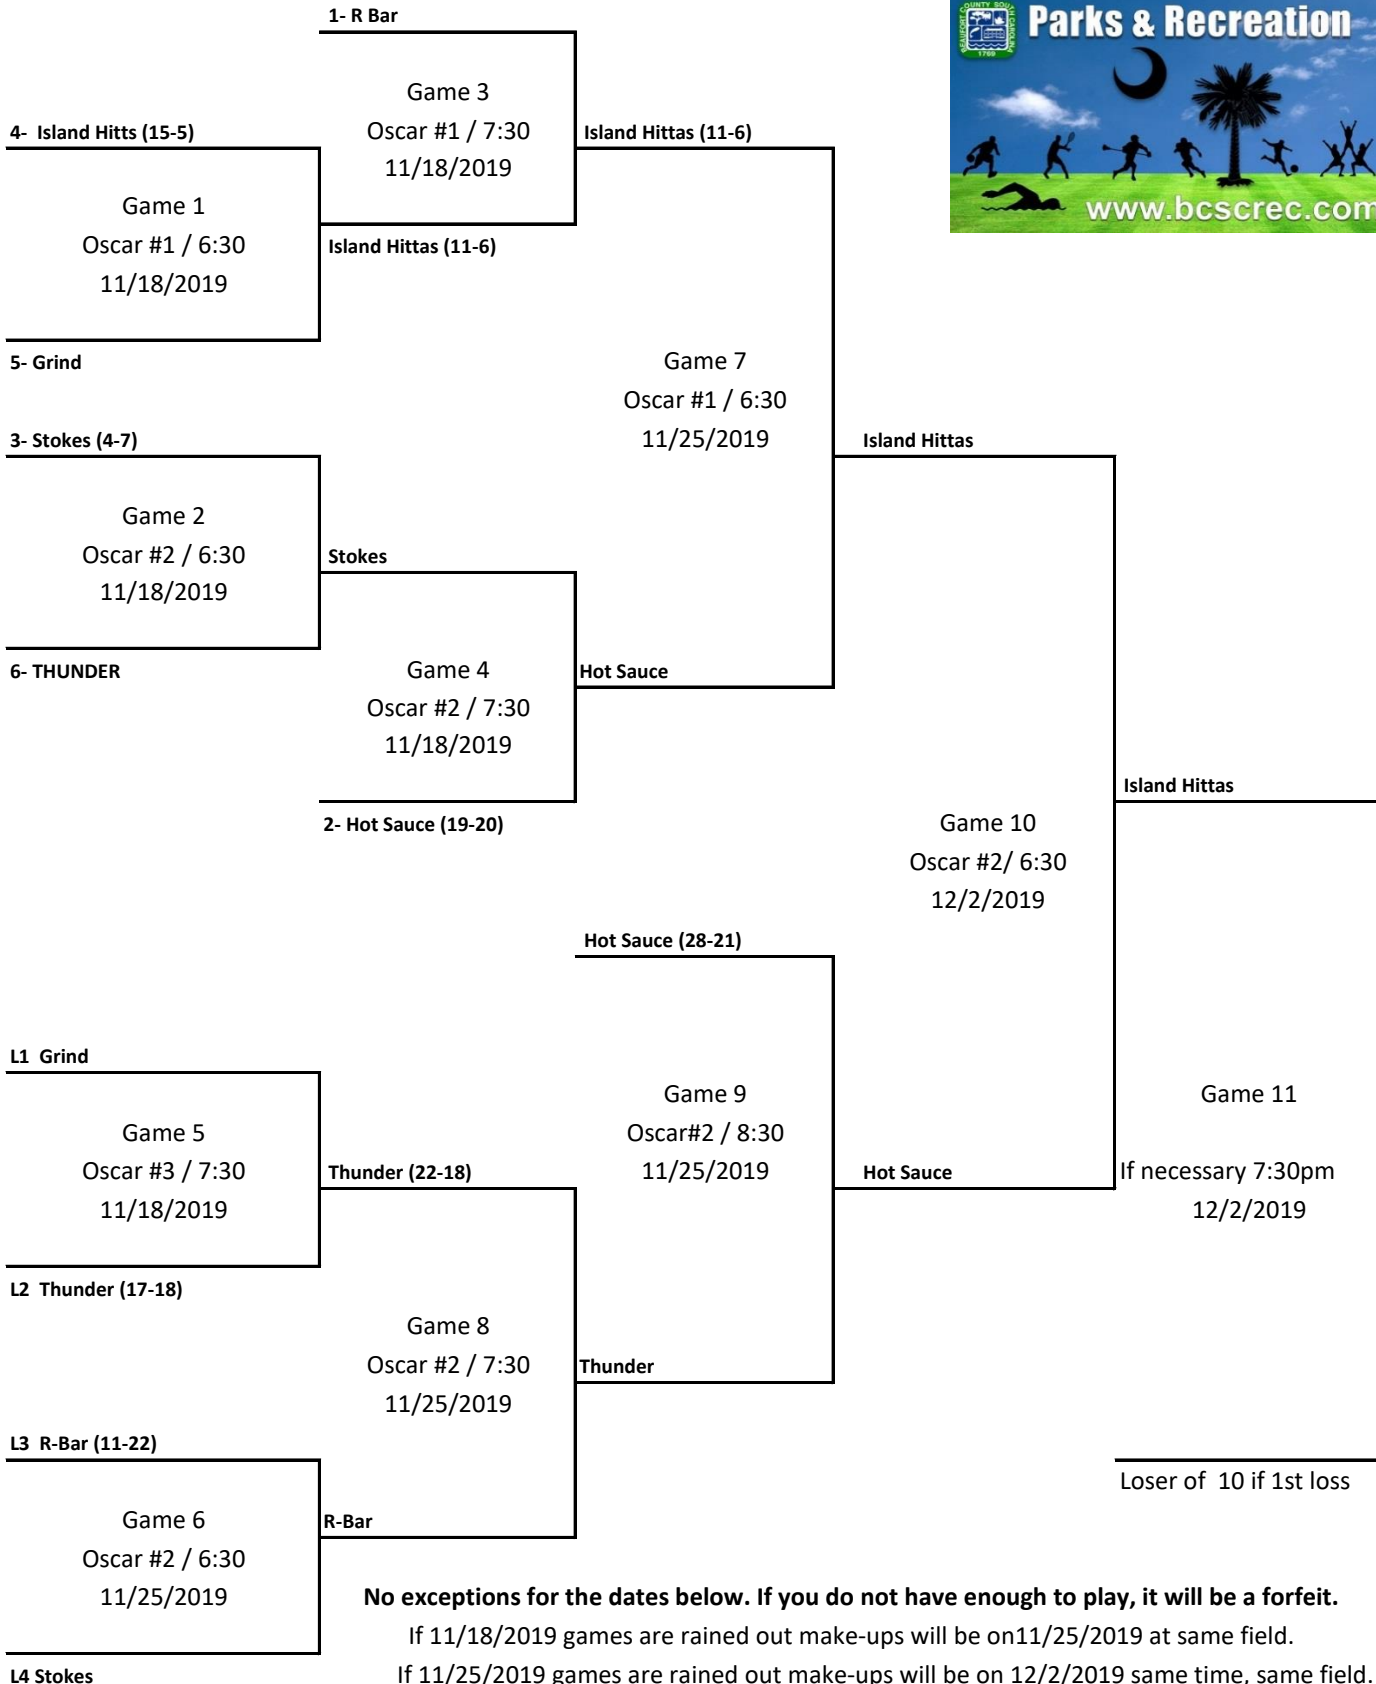 Parks & Recreation
BEAUFORT COUNTY SOUTH CAROLINA
1769
www.bcscrec.com
1- R Bar
Game 3
Oscar #1 / 7:30
11/18/2019
4-  Island Hitts (15-5)
Island Hittas (11-6)
Game 1
Oscar #1 / 6:30
11/18/2019
Island Hittas (11-6)
5- Grind
Game 7
Oscar #1 / 6:30
11/25/2019
3- Stokes (4-7)
Island Hittas
Game 2
Oscar #2 / 6:30
11/18/2019
Stokes
6- THUNDER
Game 4
Oscar #2 / 7:30
11/18/2019
Hot Sauce
2- Hot Sauce (19-20)
Island Hittas
Game 10
Oscar #2/ 6:30
12/2/2019
Hot Sauce (28-21)
L1  Grind
Game 5
Oscar #3 / 7:30
11/18/2019
Thunder (22-18)
Game 9
Oscar#2 / 8:30
11/25/2019
Hot Sauce
Game 11
If necessary 7:30pm
12/2/2019
L2  Thunder (17-18)
Game 8
Oscar #2 / 7:30
11/25/2019
Thunder
L3  R-Bar (11-22)
Loser of  10 if 1st loss
Game 6
Oscar #2 / 6:30
11/25/2019
R-Bar
L4 Stokes
No exceptions for the dates below. If you do not have enough to play, it will be a forfeit.
If 11/18/2019 games are rained out make-ups will be on11/25/2019 at same field.
If 11/25/2019 games are rained out make-ups will be on 12/2/2019 same time, same field.